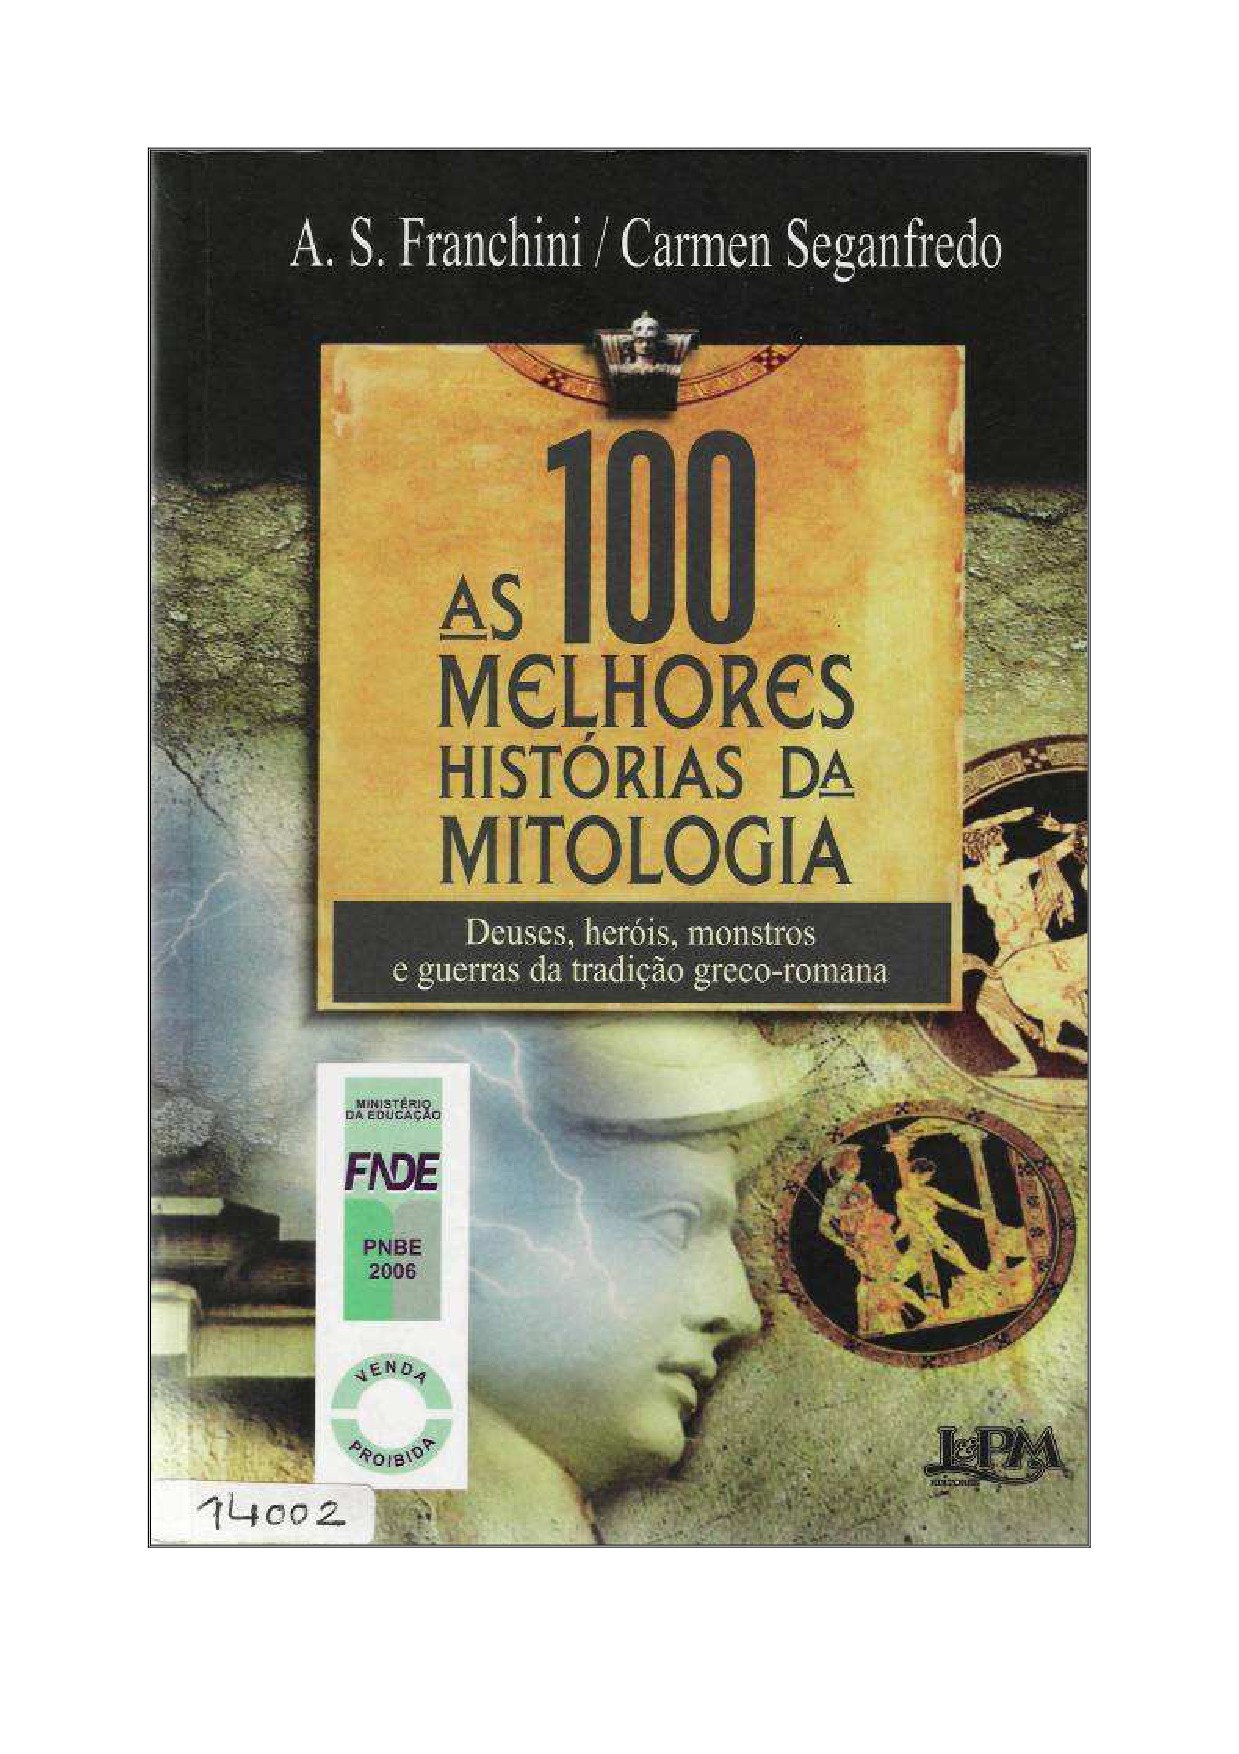 A. S. Franchini / Carmen Seganfredo
AS 100
MELHORES
HISTÓRIAS DA
MITOLOGIA
Deuses, heróis, monstros
e guerras da tradição greco-romana
MINISTÉRIO
DA EDUCAÇÃO
FNDE
PNBE
2006
VENDA
PROIBIDA
L&PM
EDITORES
14002